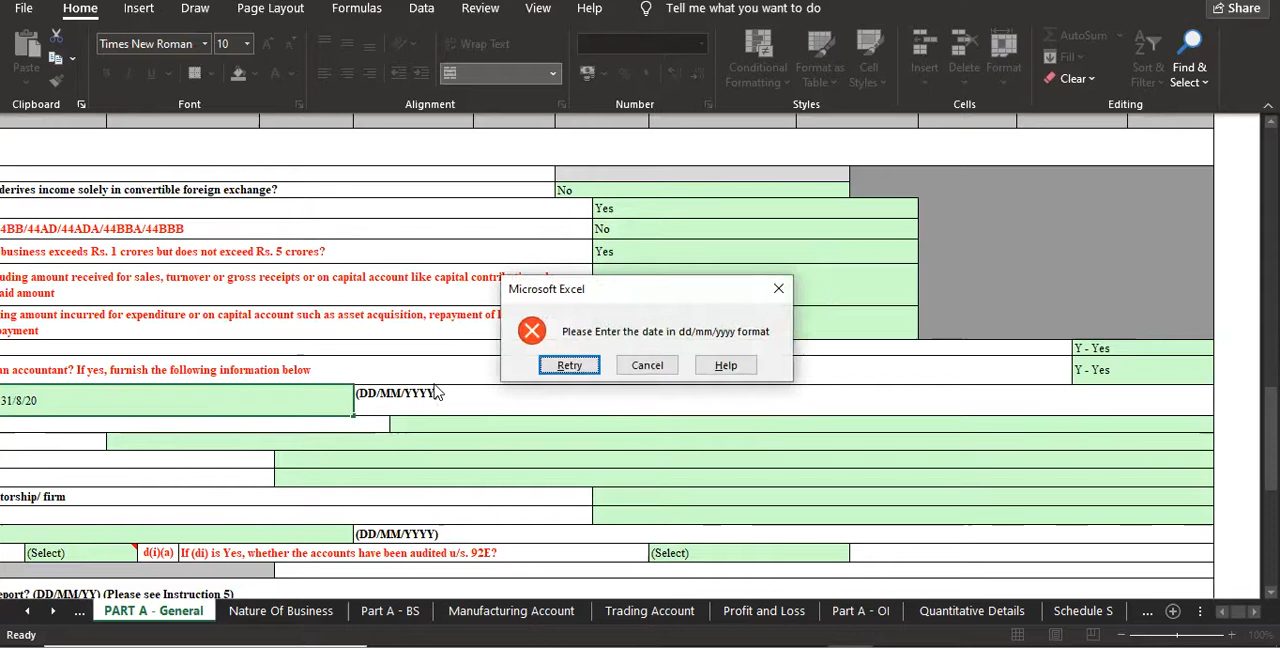 File Home Insert Draw Page Layout Formulas Data Review View Help Tell me what you want to do Share
Times New Roman 10 Wrap Text AutoSum
Fill
Paste Conditional Format as Cell Insert Delete Format Sort & Find &
Clear Formatting Table Styles Filter Select
Clipboard Font Alignment Number Styles Cells Editing
derives income solely in convertible foreign exchange? No
Yes
4BB/44AD/44ADA/44BBA/44BBB No
business exceeds Rs. 1 crores but does not exceed Rs. 5 crores? Yes
uding amount received for sales, turnover or gross receipts or on capital account like capital
aid amount
ing amount incurred for expenditure or on capital account such as asset acquisition, repayment of
payment
Microsoft Excel
Please Enter the date in dd/mm/yyyy format
Retry Cancel Help
Y - Yes
an accountant? If yes, furnish the following information below Y - Yes
31/8/20 (DD/MM/YYYY)
torship/ firm
(DD/MM/YYYY)
(Select) d(i)(a) If (di) is Yes, whether the accounts have been audited u/s. 92E? (Select)
eport? (DD/MM/YY) (Please see Instruction 5)
... PART A - General Nature Of Business Part A - BS Manufacturing Account Trading Account Profit and Loss Part A - OI Quantitative Details Schedule S ...
Ready 100%